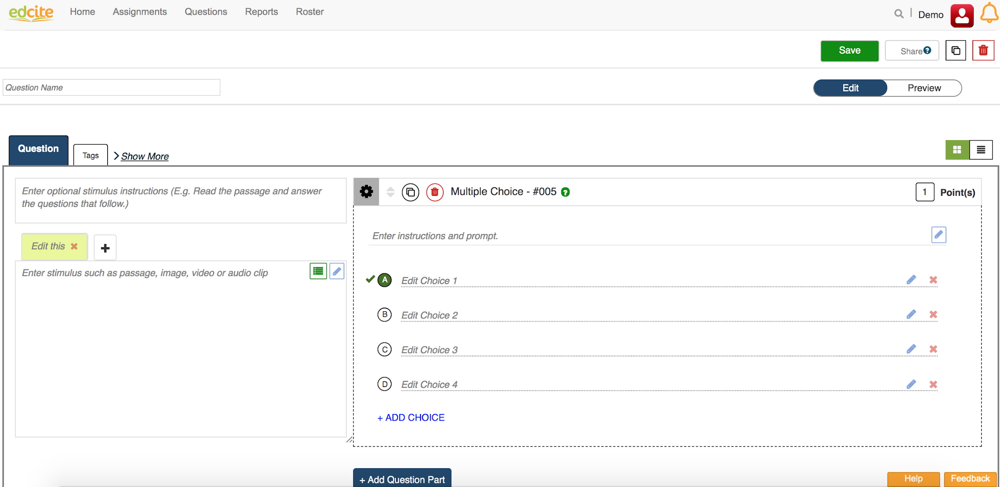 edcite
Home
Assignments
Questions
Reports
Roster
Demo
Save
Share
?
Question Name
Edit
Preview
Question
Tags
Show More
Enter optional stimulus instructions (E.g. Read the passage and answer
the questions that follow.)
Edit this
Enter stimulus such as passage, image, video or audio clip
Multiple Choice - #005
?
1
Point(s)
Enter instructions and prompt.
A
Edit Choice 1
B
Edit Choice 2
C
Edit Choice 3
D
Edit Choice 4
+ ADD CHOICE
+ Add Question Part
Help
Feedback